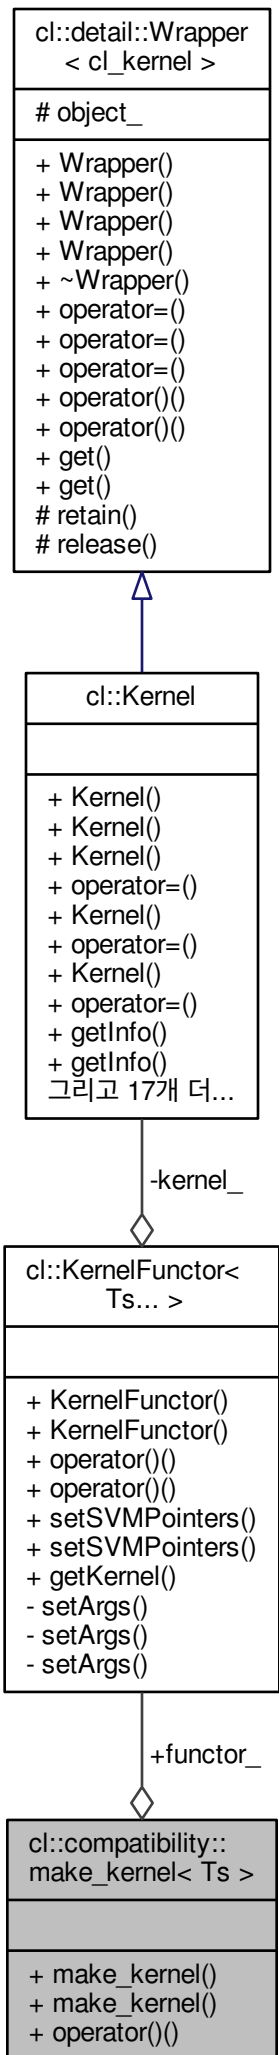 cl::detail::Wrapper
< cl_kernel >
# object_
+ Wrapper()
+ Wrapper()
+ Wrapper()
+ Wrapper()
+ ~Wrapper()
+ operator=()
+ operator=()
+ operator=()
+ operator()()
+ operator()()
+ get()
+ get()
# retain()
# release()
cl::Kernel
+ Kernel()
+ Kernel()
+ Kernel()
+ operator=()
+ Kernel()
+ operator=()
+ Kernel()
+ operator=()
+ getInfo()
+ getInfo()
그리고 17개 더...
-kernel_
cl::KernelFunctor<
Ts... >
+ KernelFunctor()
+ KernelFunctor()
+ operator()()
+ operator()()
+ setSVMPointers()
+ setSVMPointers()
+ getKernel()
- setArgs()
- setArgs()
- setArgs()
+functor_
cl::compatibility::
make_kernel< Ts >
+ make_kernel()
+ make_kernel()
+ operator()()